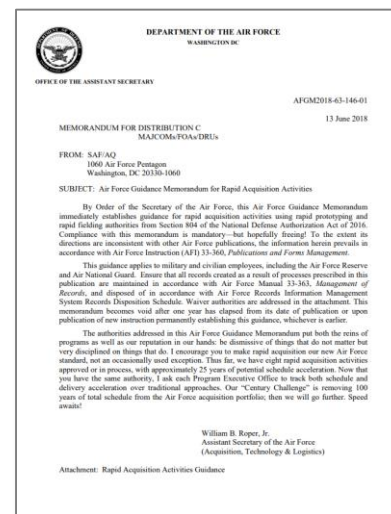 DEPARTMENT OF THE AIR FORCE
WASHINGTON DC
OFFICE OF THE ASSISTANT SECRETARY
AFGM2018-63-146-01
13 June 2018
MEMORANDUM FOR DISTRIBUTION C
MAJCOMs/FOAs/DRUs
FROM: SAF/AQ
1060 Air Force Pentagon
Washington, DC 20330-1060
SUBJECT: Air Force Guidance Memorandum for Rapid Acquisition Activities
By Order of the Secretary of the Air Force, this Air Force Guidance Memorandum
immediately establishes guidance for rapid acquisition activities using rapid prototyping and
rapid fielding authorities from Section 804 of the National Defense Authorization Act of 2016.
Compliance with this memorandum is mandatory—but hopefully freeing! To the extent its
directions are inconsistent with other Air Force publications, the information herein prevails in
accordance with Air Force Instruction (AFI) 33-360, Publications and Forms Management.
This guidance applies to military and civilian employees, including the Air Force Reserve
and Air National Guard. Ensure that all records created as a result of processes prescribed in this
publication are maintained in accordance with Air Force Manual 33-363, Management of
Records, and disposed of in accordance with Air Force Records Information Management
System Records Disposition Schedule. Waiver authorities are addressed in the attachment. This
memorandum becomes void after one year has elapsed from its date of publication or upon
publication of new instruction permanently establishing this guidance, whichever is earlier.
The authorities addressed in this Air Force Guidance Memorandum put both the reins of
programs as well as our reputation in our hands: be dismissive of things that do not matter but
very disciplined on things that do. I encourage you to make rapid acquisition our new Air Force
standard, not an occasionally used exception. Thus far, we have eight rapid acquisition activities
approved or in process, with approximately 25 years of potential schedule acceleration. Now that
you have the same authority, I ask each Program Executive Office to track both schedule and
delivery acceleration over traditional approaches. Our “Century Challenge” is removing 100
years of total schedule from the Air Force acquisition portfolio; then we will go further. Speed
awaits!
William B. Roper, Jr.
Assistant Secretary of the Air Force
(Acquisition, Technology & Logistics)
Attachment: Rapid Acquisition Activities Guidance